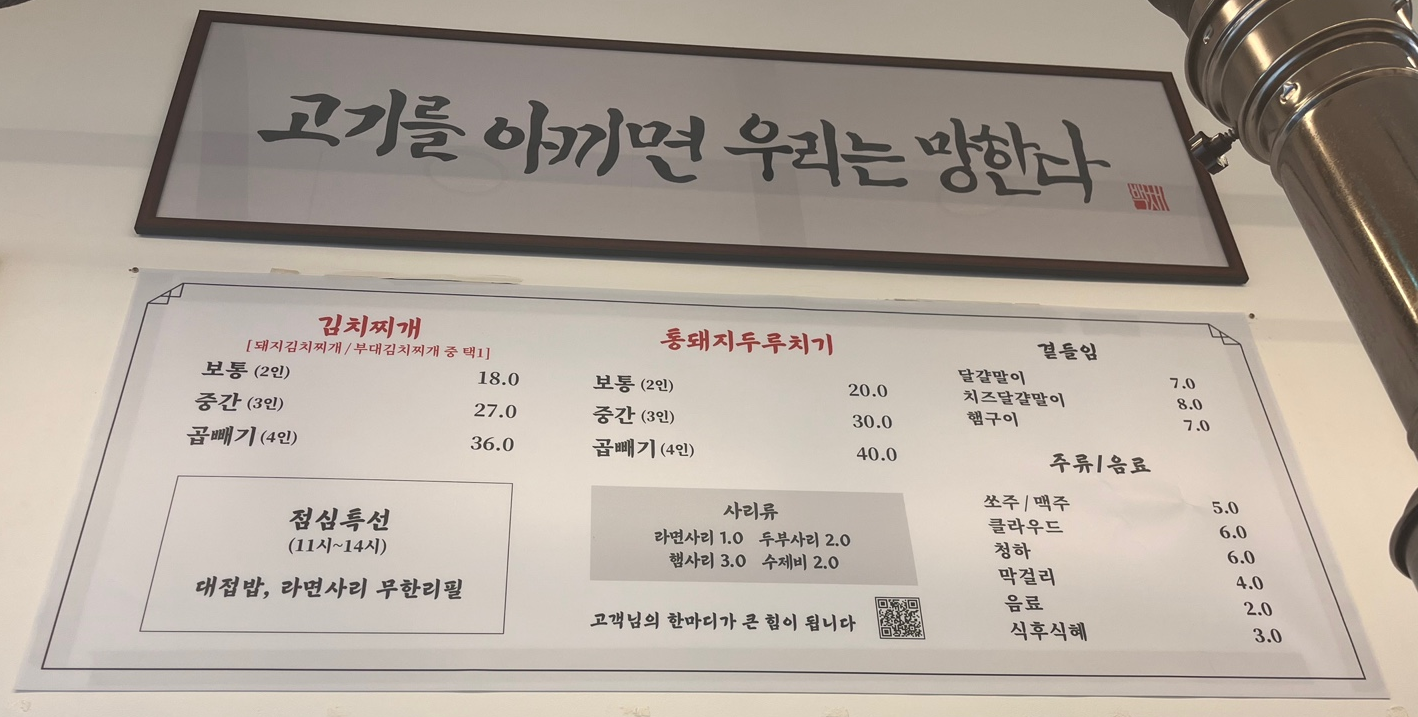 고기를 아끼면 우리는 망한다
김치찌개
[돼지김치찌개/부대김치찌개 중 택1]
보통 (2인) 18.0
중간 (3인) 27.0
곱빼기 (4인) 36.0
점심특선
(11시~14시)
대접밥, 라면사리 무한리필
통돼지두루치기
보통 (2인) 20.0
중간 (3인) 30.0
곱빼기 (4인) 40.0
사리류
라면사리 1.0 두부사리 2.0
햄사리 3.0 수제비 2.0
고객님의 한마디가 큰 힘이 됩니다
곁들임
달걀말이 7.0
치즈달걀말이 8.0
햄구이 7.0
주류/음료
쏘주/맥주 5.0
클라우드 6.0
청하 6.0
막걸리 4.0
음료 2.0
식후식혜 3.0